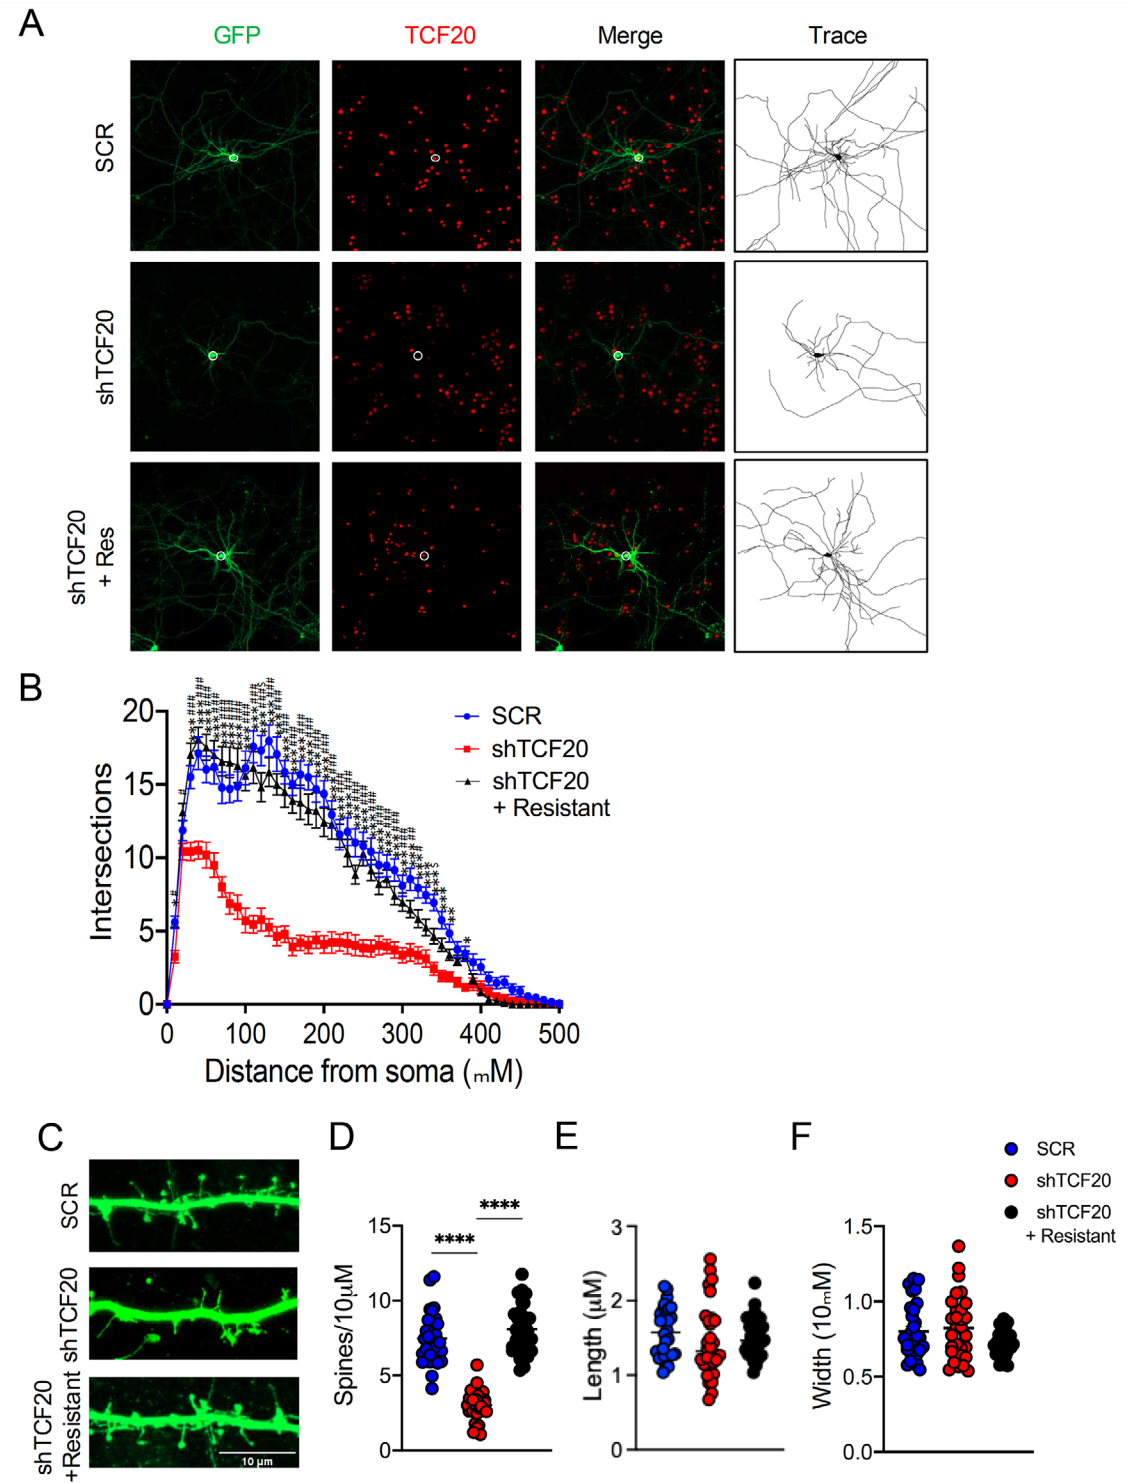 A
GFP
TCF20
Merge
Trace
SCR
shTCF20
shTCF20
+ Res
B
20
15
10
5
0
Intersections
0
100
200
300
400
500
Distance from soma (mM)
SCR
shTCF20
shTCF20
+ Resistant
C
SCR
shTCF20
shTCF20
+Resistant
10 μm
D
15
10
5
0
Spines/10μM
****
****
E
3
2
1
0
Length (μM)
F
1.5
1.0
0.5
0.0
Width (10mM)
SCR
shTCF20
shTCF20
+ Resistant